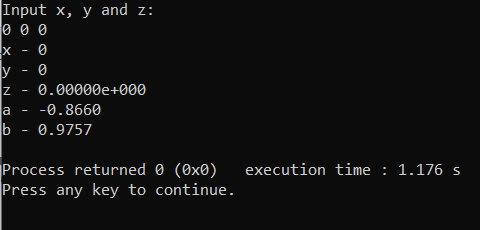 Input x, y and z:
0 0 0
x - 0
y - 0
z - 0.00000e+000
a - -0.8660
b - 0.9757
Process returned 0 (0x0)   execution time : 1.176 s
Press any key to continue.